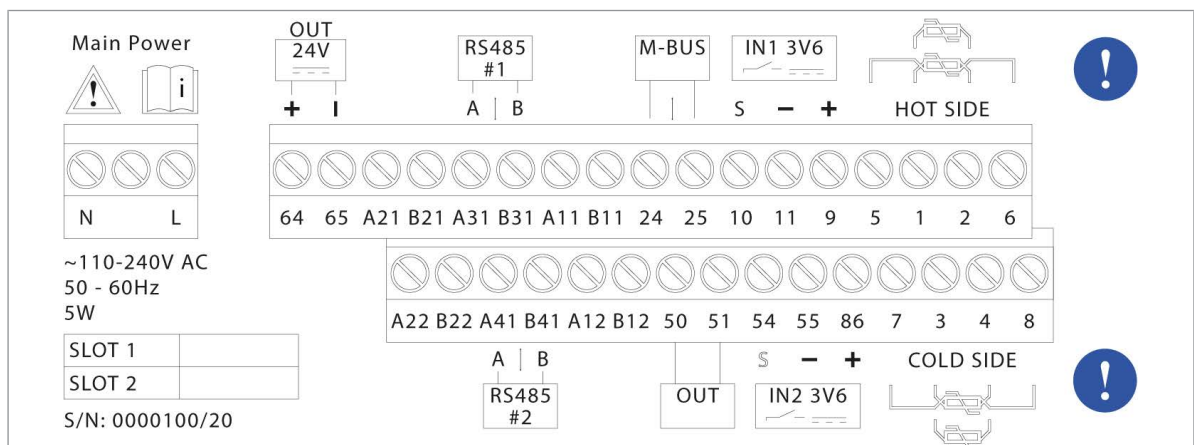 Main Power
OUT
24V
RS485
#1
M-BUS
IN1 3V6
! i
+ − A B S − + HOT SIDE
!
N L
64 65 A21 B21 A31 B31 A11 B11 24 25 10 11 9 5 1 2 6
~110-240V AC
50 - 60Hz
5W
A22 B22 A41 B41 A12 B12 50 51 54 55 86 7 3 4 8
SLOT 1
SLOT 2
S/N: 0000100/20
A B S − + COLD SIDE
!
RS485
#2
OUT
IN2 3V6